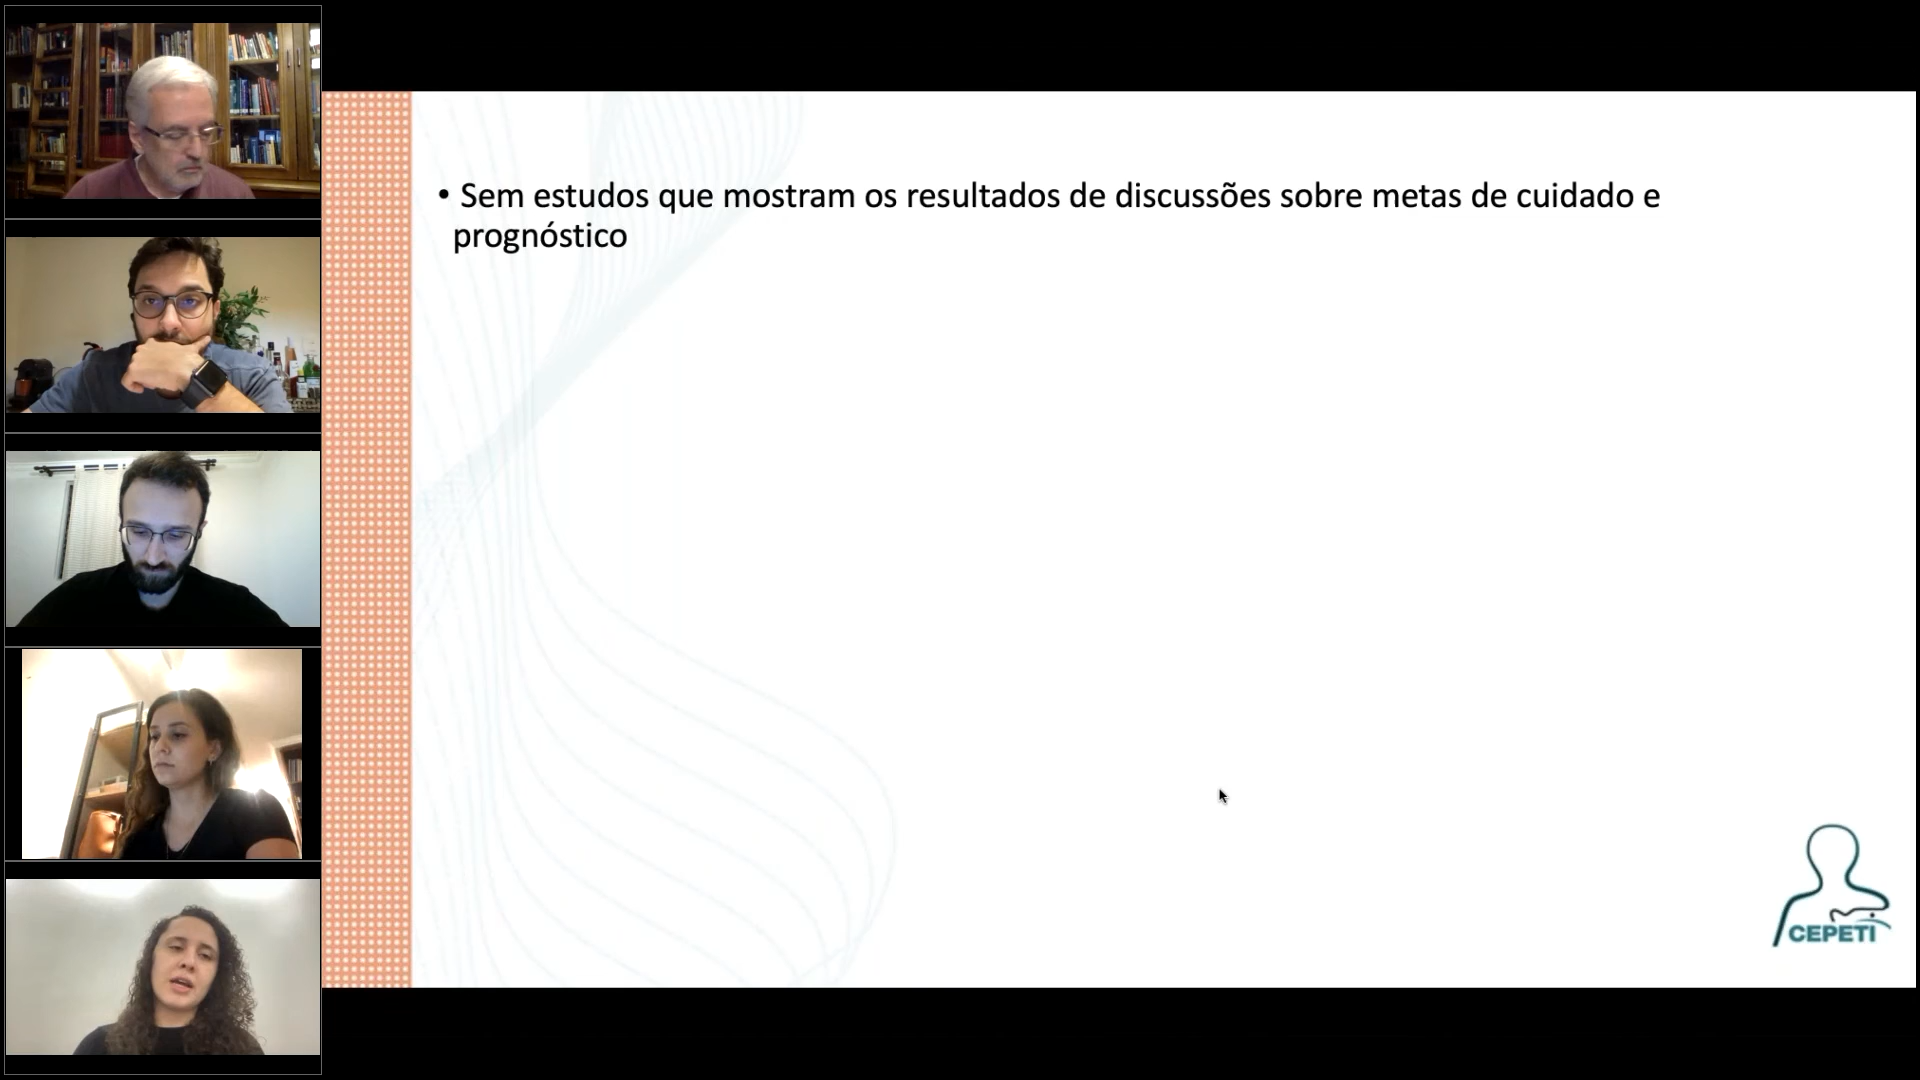 • Sem estudos que mostram os resultados de discussões sobre metas de cuidado e
prognóstico
CEPETI